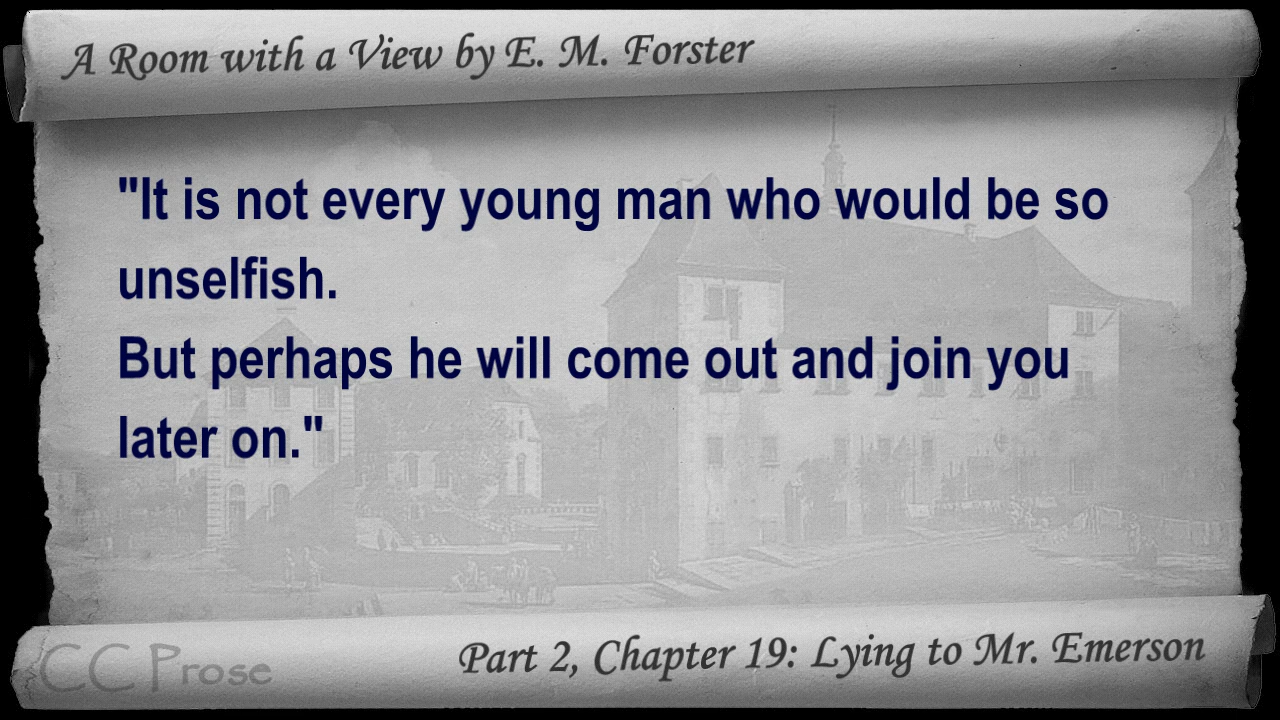 A Room with a View by E. M. Forster
"It is not every young man who would be so
unselfish.
But perhaps he will come out and join you
later on."
CC Prose
Part 2, Chapter 19: Lying to Mr. Emerson